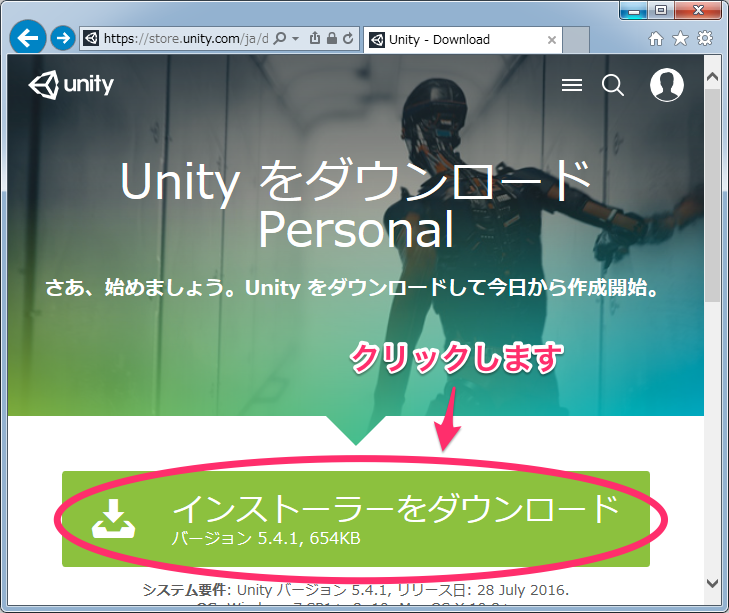 https://store.unity.com/ja/d
Unity - Download
unity
Unity をダウンロード
Personal
さあ、始めましょう。Unity をダウンロードして今日から作成開始。
クリックします
インストーラーをダウンロード
バージョン 5.4.1, 654KB
システム要件: Unity バージョン 5.4.1, リリース日: 28 July 2016.